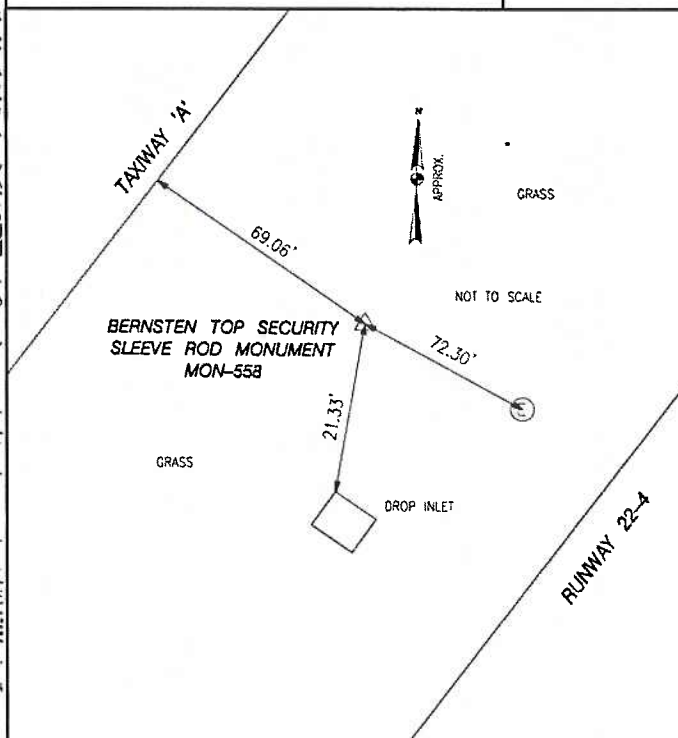 TAXIWAY 'A'
N
APPROX.
GRASS
69.06'
NOT TO SCALE
BERNSTEN TOP SECURITY
SLEEVE ROD MONUMENT
MON-558
72.30'
21.33'
E
GRASS
DROP INLET
RUNWAY 22-4